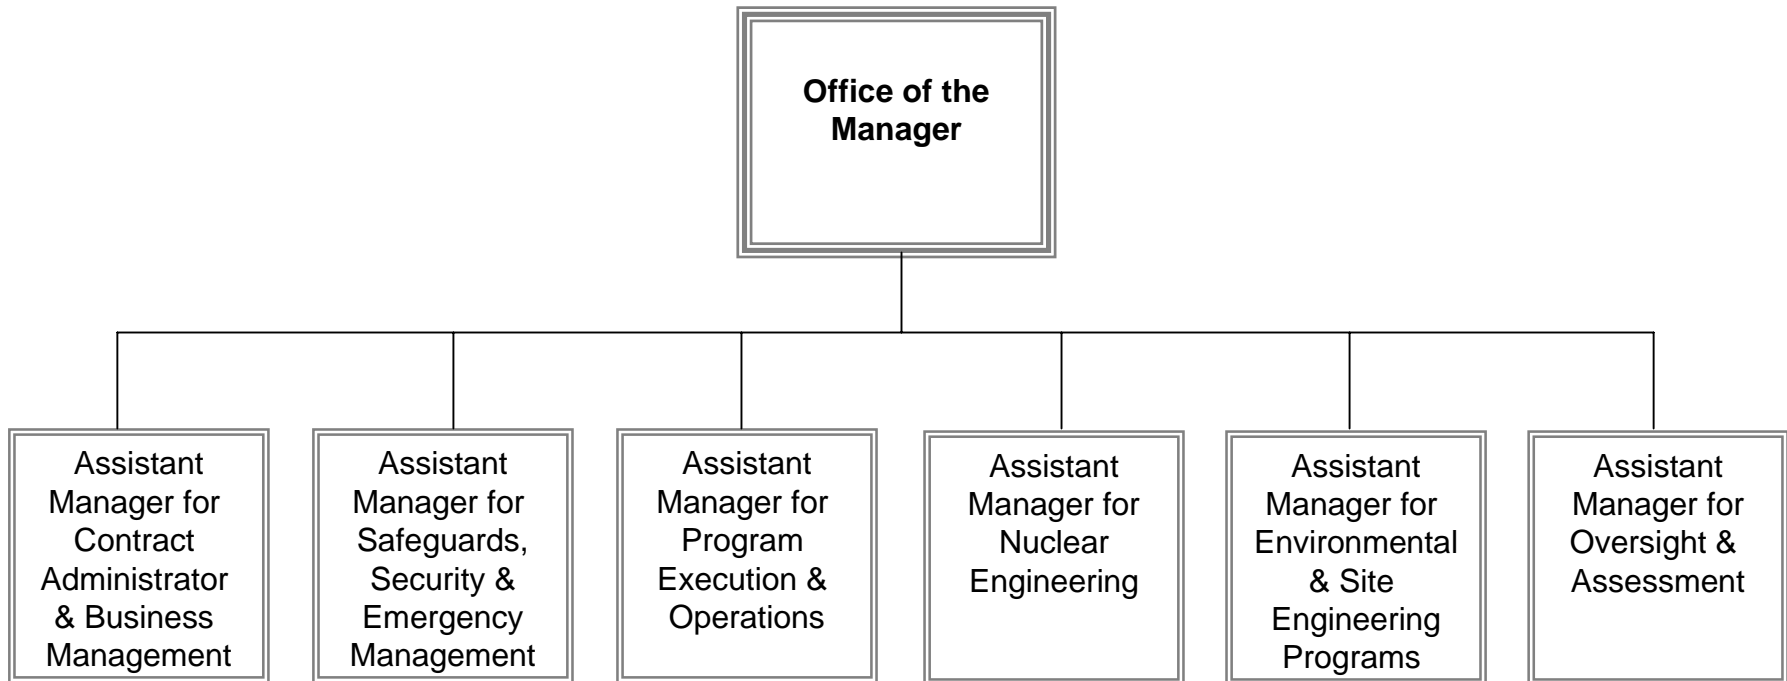 Office of the
Manager
Assistant
Manager for
Contract
Administrator
& Business
Management
Assistant
Manager for
Safeguards,
Security &
Emergency
Management
Assistant
Manager for
Program
Execution &
Operations
Assistant
Manager for
Nuclear
Engineering
Assistant
Manager for
Environmental
& Site
Engineering
Programs
Assistant
Manager for
Oversight &
Assessment